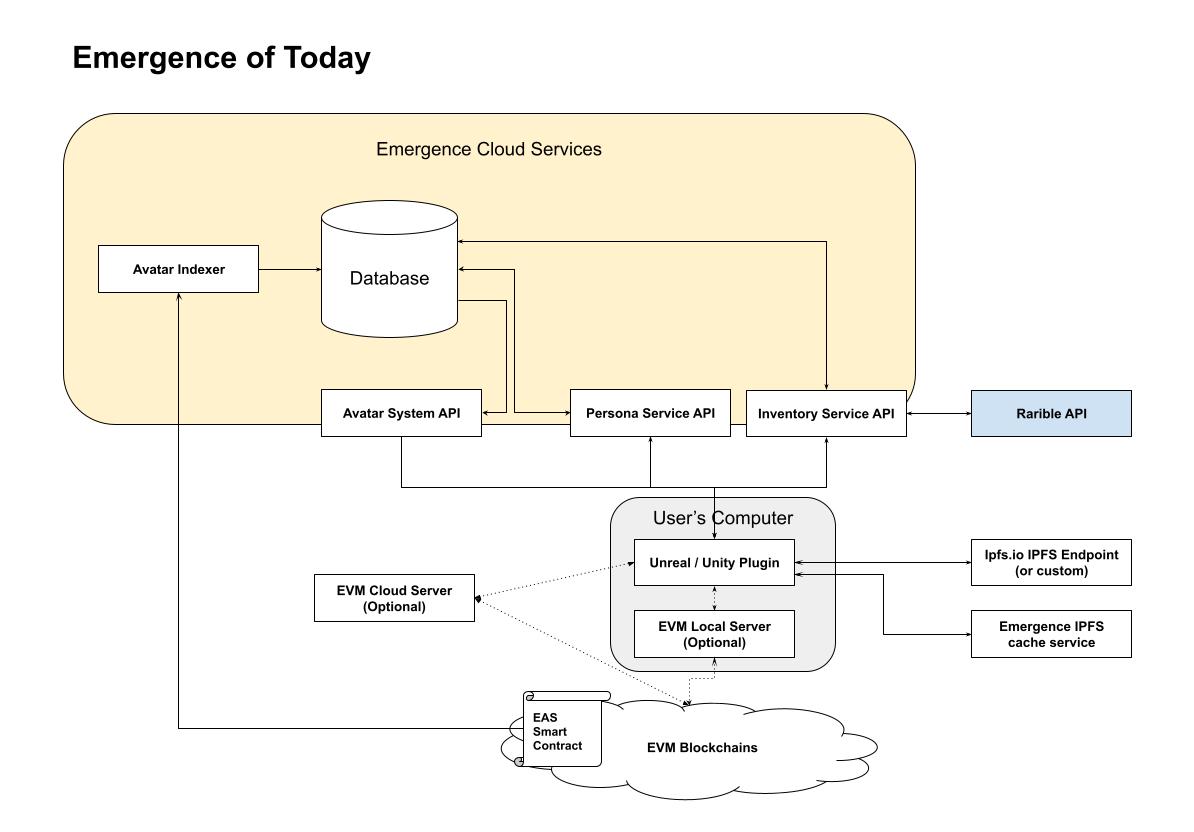 Emergence of Today
Emergence Cloud Services
Avatar Indexer
Database
Avatar System API
Persona Service API
Inventory Service API
Rarible API
User's Computer
Unreal / Unity Plugin
Ipfs.io IPFS Endpoint
(or custom)
EVM Cloud Server
(Optional)
EVM Local Server
(Optional)
Emergence IPFS
cache service
EAS
Smart
Contract
EVM Blockchains